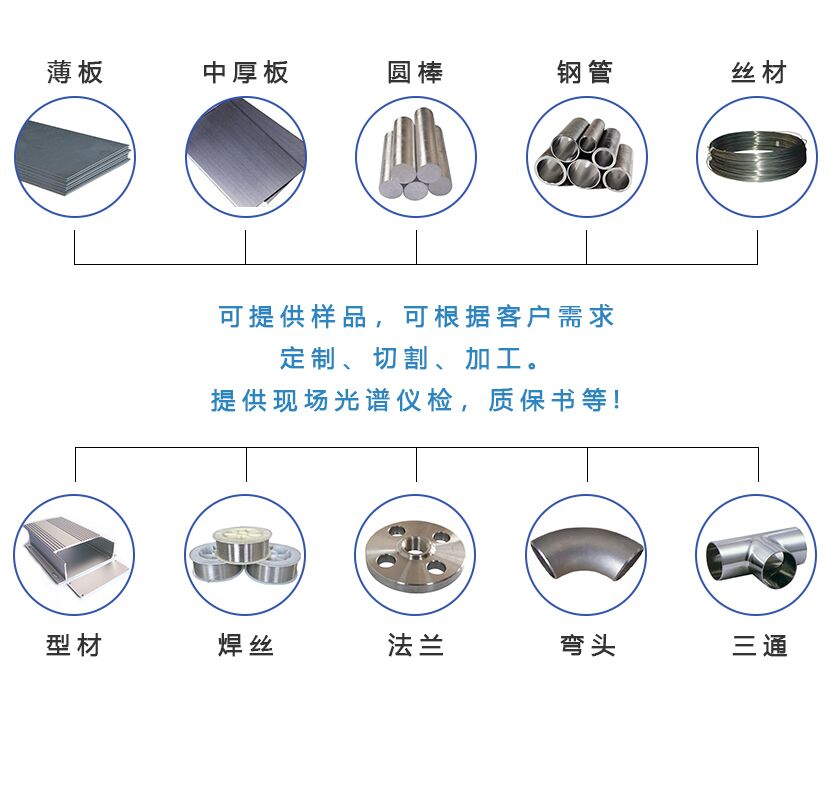 薄板
中厚板
圆棒
钢管
丝材
可提供样品，可根据客户需求
定制、切割、加工。
提供现场光谱仪检，质保书等！
型材
焊丝
法兰
弯头
三通